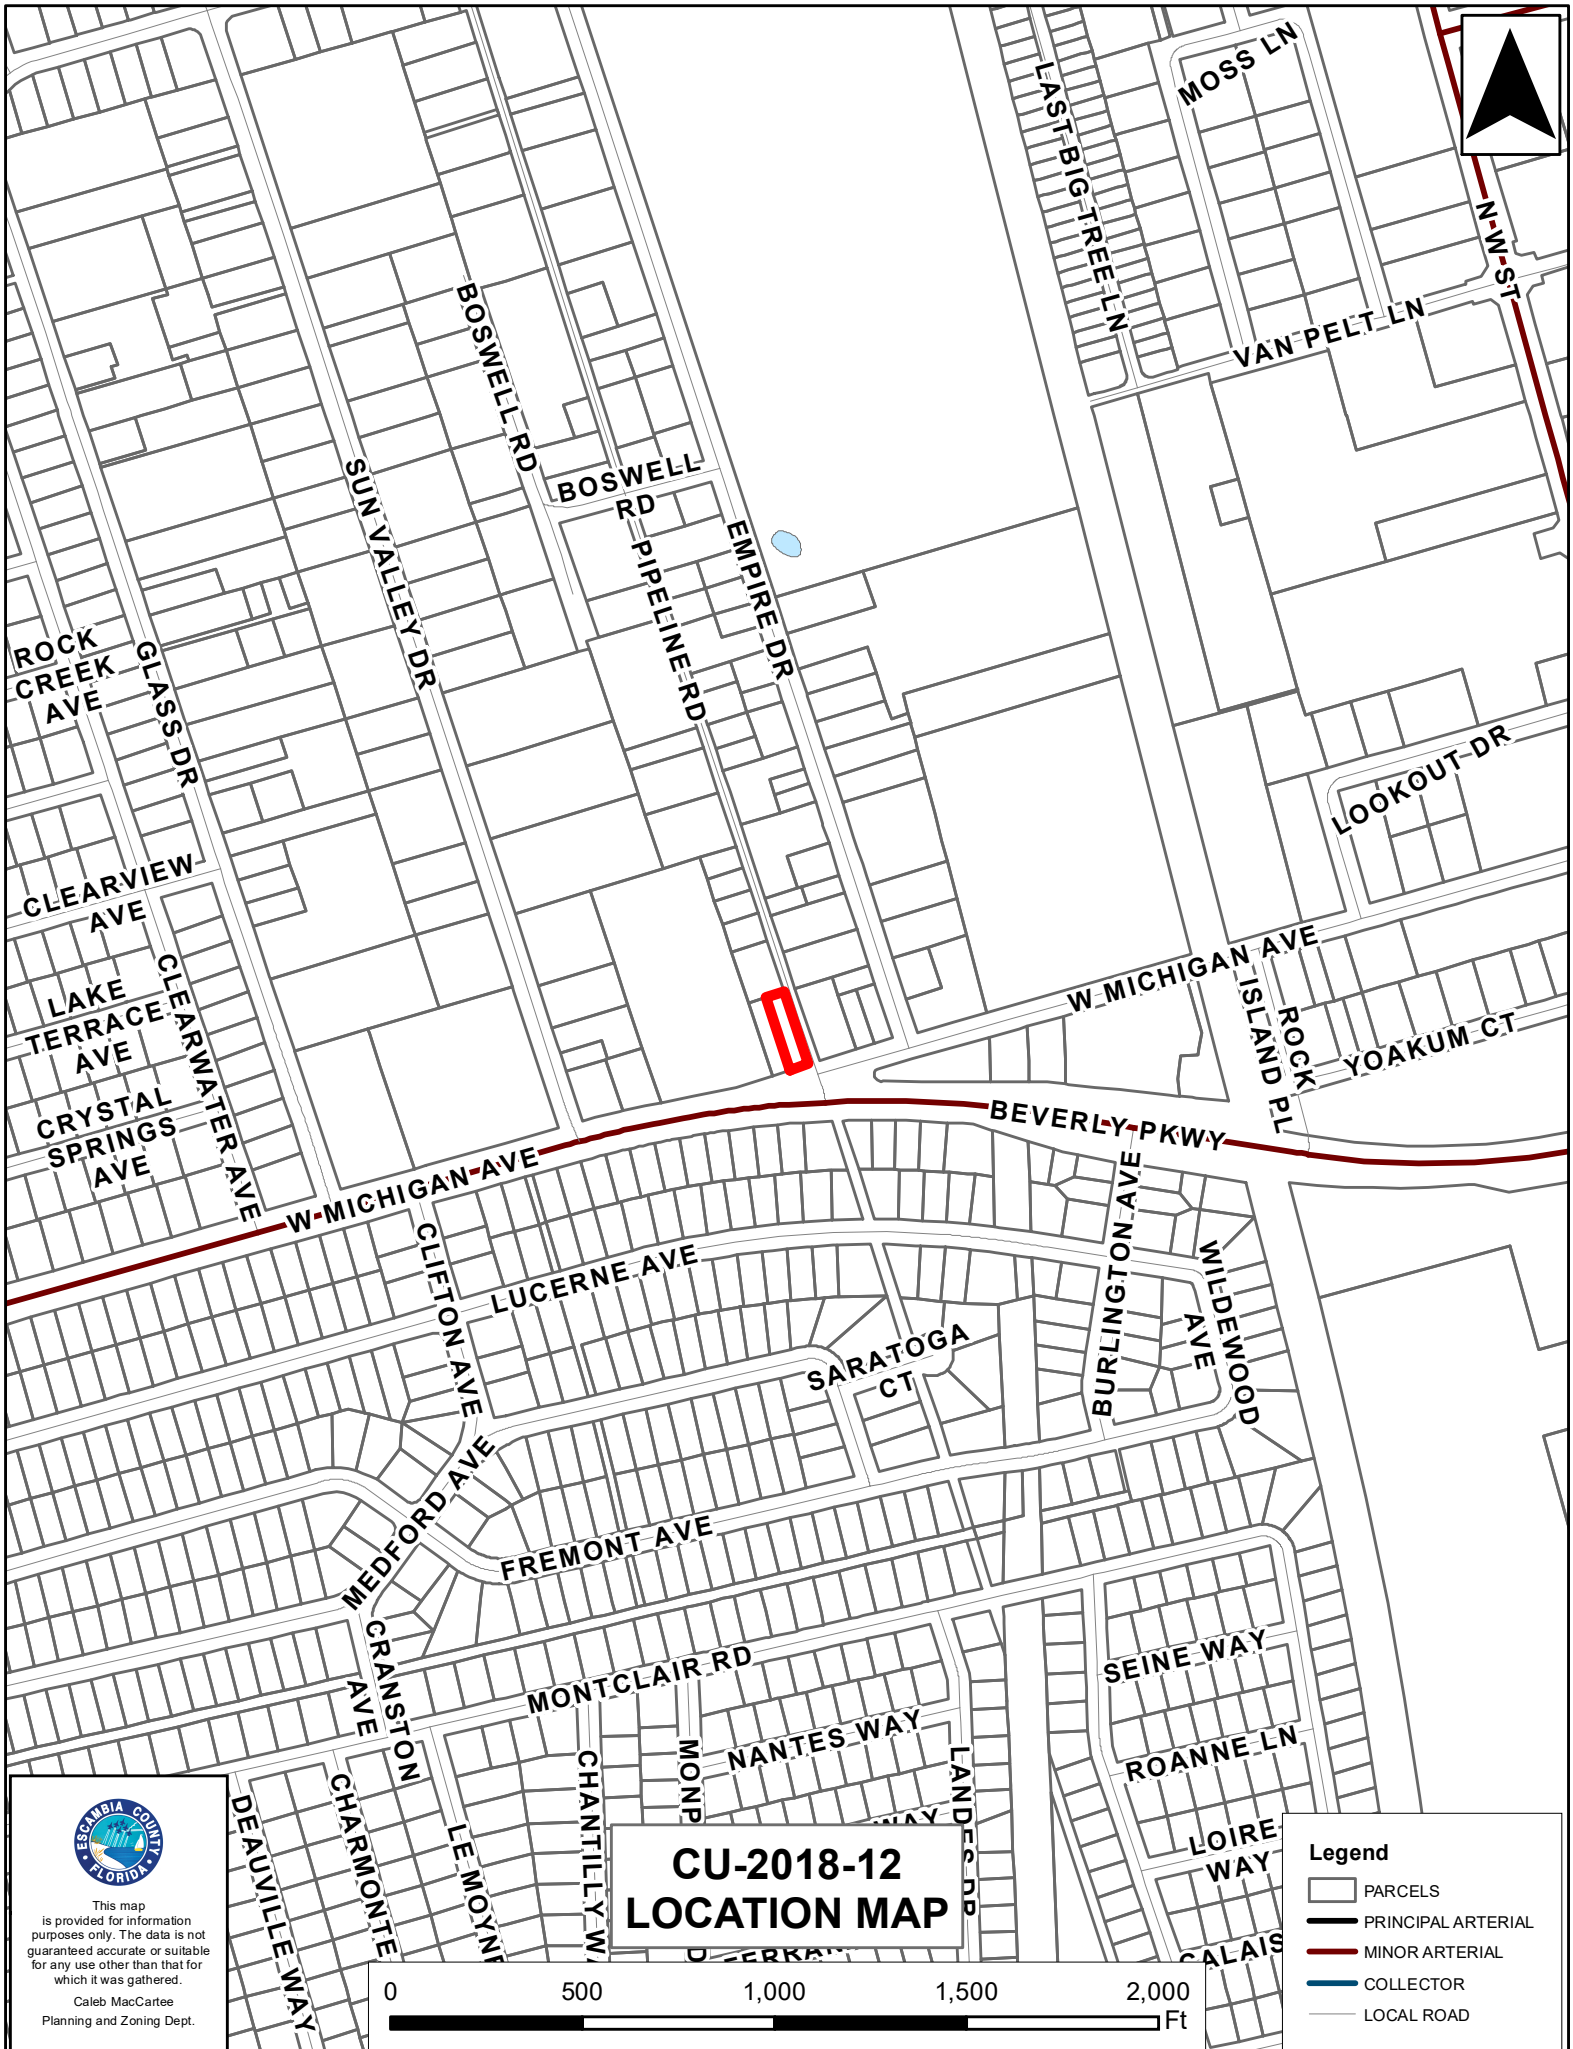 MOSS LN
LAST BIG TREE LN
N W ST
VAN PELT LN
BOSWELL RD
BOSWELL
RD
SUN VALLEY DR
PIPELINE RD
EMPIRE DR
ROCK
CREEK
AVE
GLASS DR
LOOKOUT DR
CLEARVIEW
AVE
W MICHIGAN AVE
LAKE
TERRACE
AVE
CLEARWATER AVE
ROCK
ISLAND PL
YOAKUM CT
CRYSTAL
SPRINGS
AVE
BEVERLY PKWY
W MICHIGAN AVE
CLIFTON AVE
LUCERNE AVE
BURLINGTON AVE
WILDEWOOD
AVE
SARATOGA
CT
MEDFORD AVE
FREMONT AVE
CRANSTON
AVE
MONTCLAIR RD
SEINE WAY
NANTES WAY
ROANNE LN
CHANTILLY WA
MONP
LANDES DR
WAY
DEAUVILLE WAY
CHARMONTE
LE MOYNE
LOIRE
WAY
CALAIS
ESCAMBIA COUNTY
FLORIDA
This map
is provided for information
purposes only. The data is not
guaranteed accurate or suitable
for any use other than that for
which it was gathered.
Caleb MacCartee
Planning and Zoning Dept.
CU-2018-12
LOCATION MAP
0 500 1,000 1,500 2,000
Ft
Legend
PARCELS
PRINCIPAL ARTERIAL
MINOR ARTERIAL
COLLECTOR
LOCAL ROAD